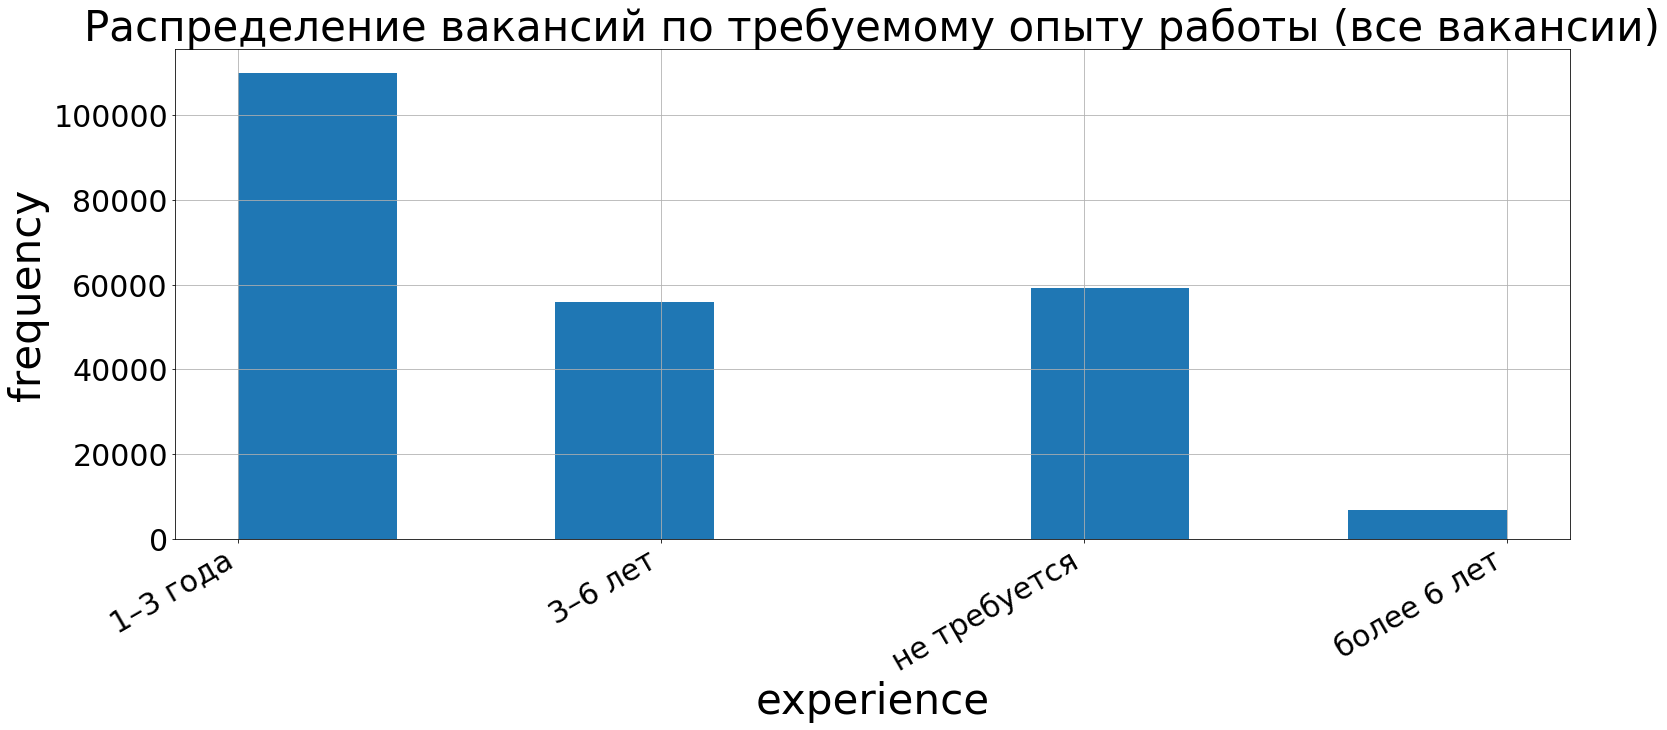 Распределение вакансий по требуемому опыту работы (все вакансии)
100000
80000
60000
40000
20000
0
frequency
1–3 года
3–6 лет
не требуется
более 6 лет
experience